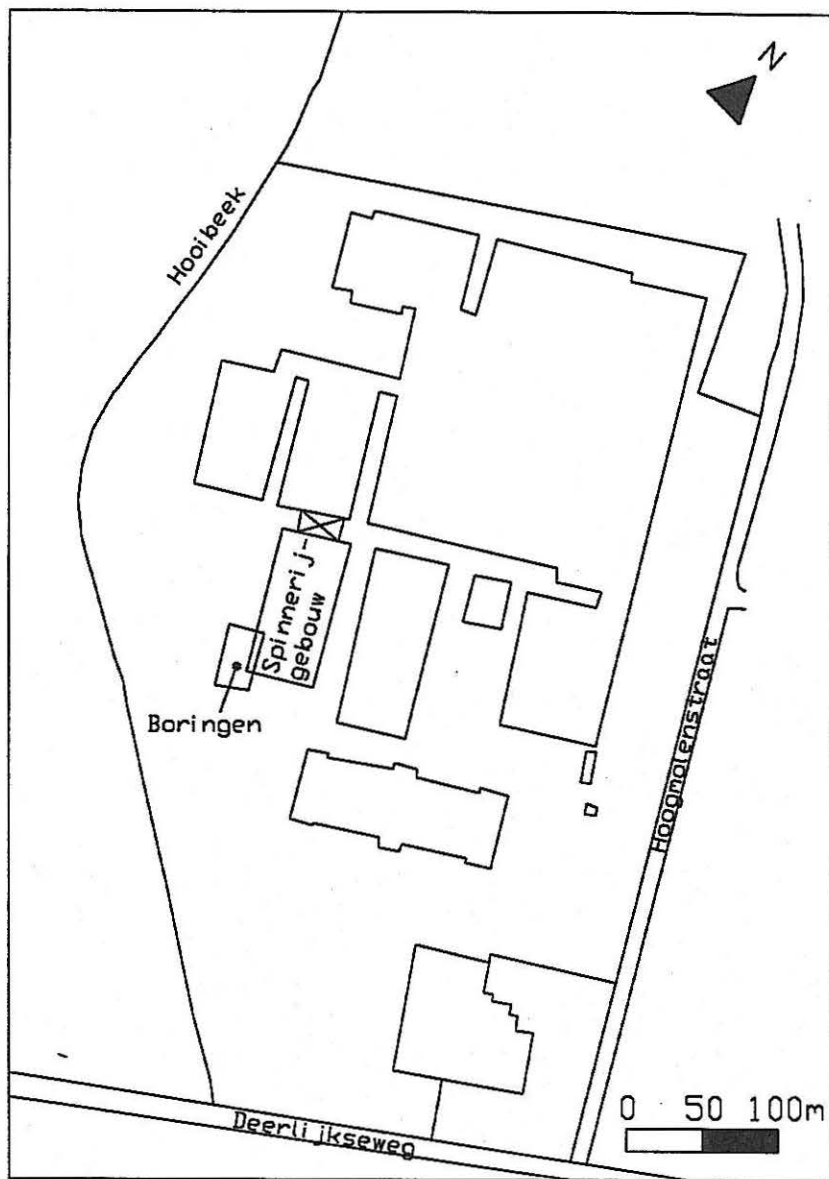 N
Hooibeek
Spinnerij-
gebouw
Boringen
Hoogmolenstraat
0 50 100m
Deerlijkseweg